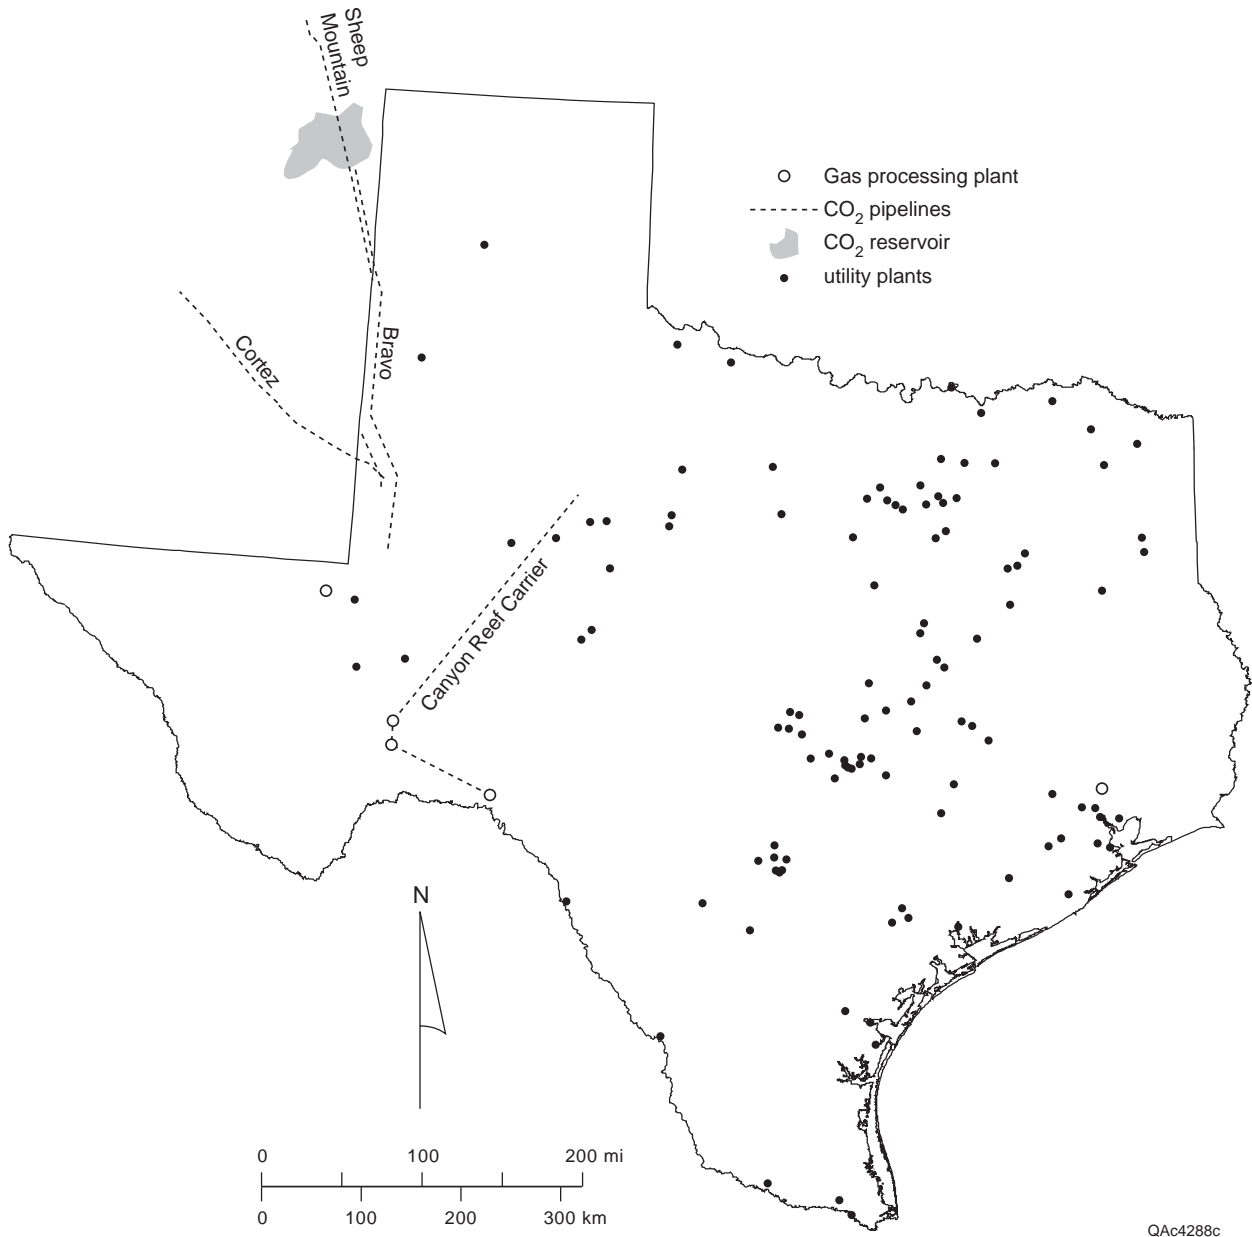 Sheep
Mountain
Gas processing plant
CO2 pipelines
CO2 reservoir
utility plants
Bravo
Cortez
Canyon Reef Carrier
N
0 100 200 mi
0 100 200 300 km
QAc4288c